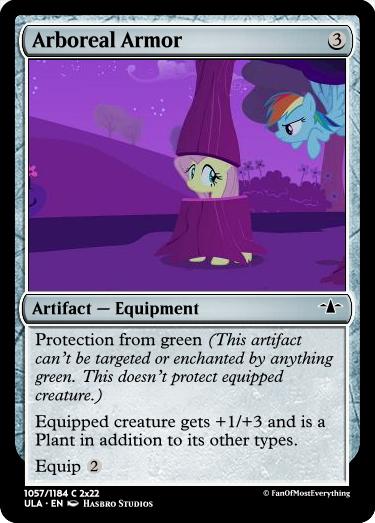 Arboreal Armor 3
Artifact — Equipment
Protection from green (This artifact
can't be targeted or enchanted by anything
green. This doesn't protect equipped
creature.)
Equipped creature gets +1/+3 and is a
Plant in addition to its other types.
Equip 2
1057/1184 C 2x22
ULA • EN Hasbro Studios
© FanOfMostEverything